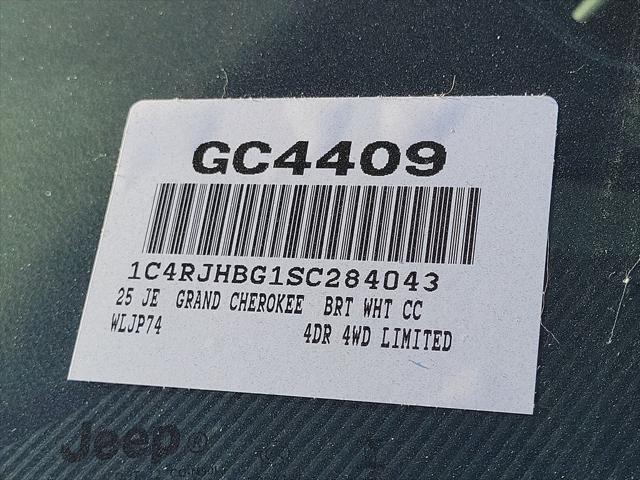 GC4409
1C4RJHBG1SC284043
25 JE GRAND CHEROKEE BRT WHT CC
WLJP74 4DR 4WD LIMITED
Jeep®